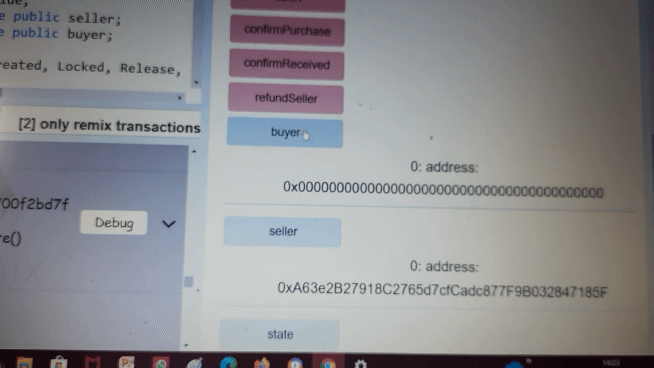 e public seller;
e public buyer;
reated, Locked, Release,
[2] only remix transactions
00f2bd7f
Debug
re()
confirmPurchase
confirmReceived
refundSeller
buyer
0: address:
0x0000000000000000000000000000000000000000
seller
0: address:
0xA63e2B27918C2765d7cfCadc877F9B032847185F
state